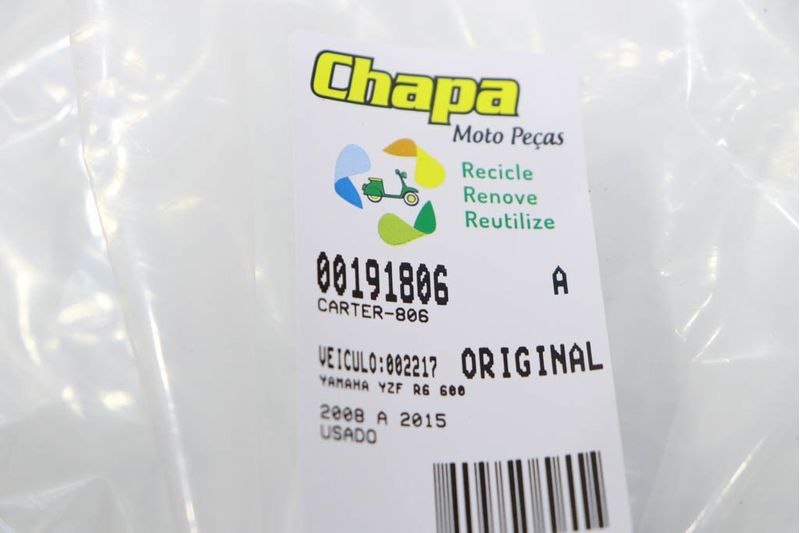 Chapa
Moto Peças
Recicle
Renove
Reutilize
00191806 A
CARTER-806
VEICULO:002217 ORIGINAL
YAMAHA YZF R6 600
2008 A 2015
USADO